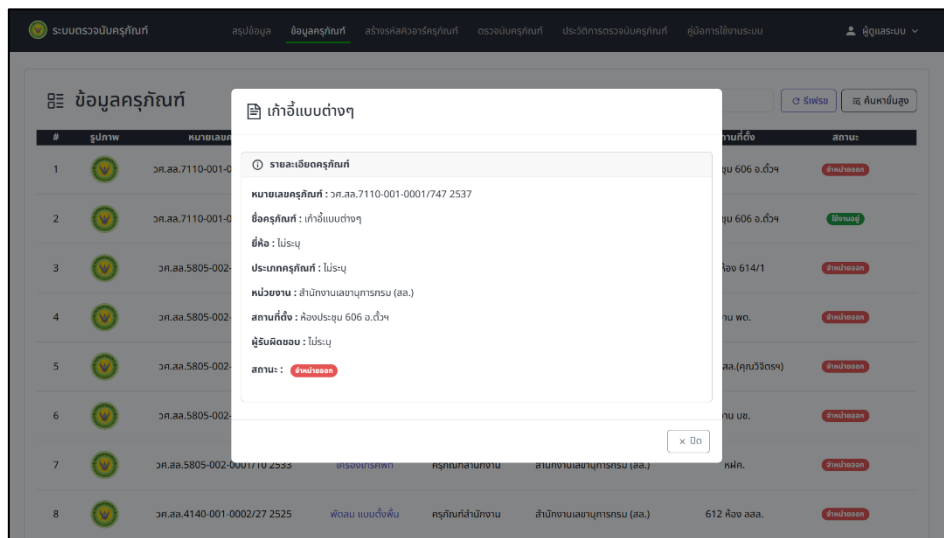 ระบบตรวจนับครุภัณฑ์ สรุปข้อมูล ข้อมูลครุภัณฑ์ สร้างรหัสคิวอาร์ครุภัณฑ์ ตรวจนับครุภัณฑ์ ประวัติการตรวจนับครุภัณฑ์ คู่มือการใช้งานระบบ ผู้ดูแลระบบ
ข้อมูลครุภัณฑ์ รีเฟรช ค้นหาขั้นสูง
เก้าอี้แบบต่างๆ
# รูปภาพ สถานะ
รายละเอียดครุภัณฑ์
1 วศ.สล.7110-001-0 606 อ.ตั้วฯ จำหน่ายออก
หมายเลขครุภัณฑ์ : วศ.สล.7110-001-0001/747 2537
2 วศ.สล.7110-001-0 606 อ.ตั้วฯ ใช้งานอยู่
ชื่อครุภัณฑ์ : เก้าอี้แบบต่างๆ
ยี่ห้อ : ไม่ระบุ
3 วศ.สล.5805-002- ห้อง 614/1 จำหน่ายออก
ประเภทครุภัณฑ์ : ไม่ระบุ
หน่วยงาน : สำนักงานเลขานุการกรม (สล.)
4 วศ.สล.5805-002- พด. จำหน่ายออก
สถานที่ตั้ง : ห้องประชุม 606 อ.ตั้วฯ
ผู้รับผิดชอบ : ไม่ระบุ
5 วศ.สล.5805-002- สล.(คุณวิจิตรฯ) จำหน่ายออก
สถานะ : จำหน่ายออก
6 วศ.สล.5805-002- บช. จำหน่ายออก
× ปิด
7 วศ.สล.5805-002-0001/10 2533 เครื่องโทรศัพท์ ครุภัณฑ์สำนักงาน สำนักงานเลขานุการกรม (สล.) หฝค. จำหน่ายออก
8 วศ.สล.4140-001-0002/27 2525 พัดลม แบบตั้งพื้น ครุภัณฑ์สำนักงาน สำนักงานเลขานุการกรม (สล.) 612 ห้อง ลสล. จำหน่ายออก